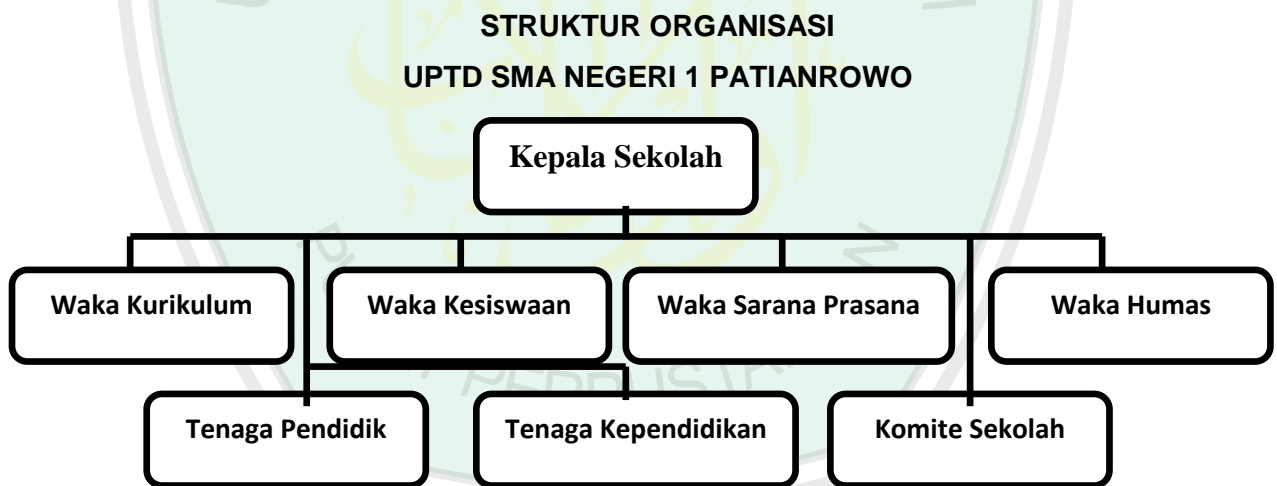 STRUKTUR ORGANISASI
UPTD SMA NEGERI 1 PATIANROWO
Kepala Sekolah
Waka Kurikulum
Waka Kesiswaan
Waka Sarana Prasana
Waka Humas
Tenaga Pendidik
Tenaga Kependidikan
Komite Sekolah